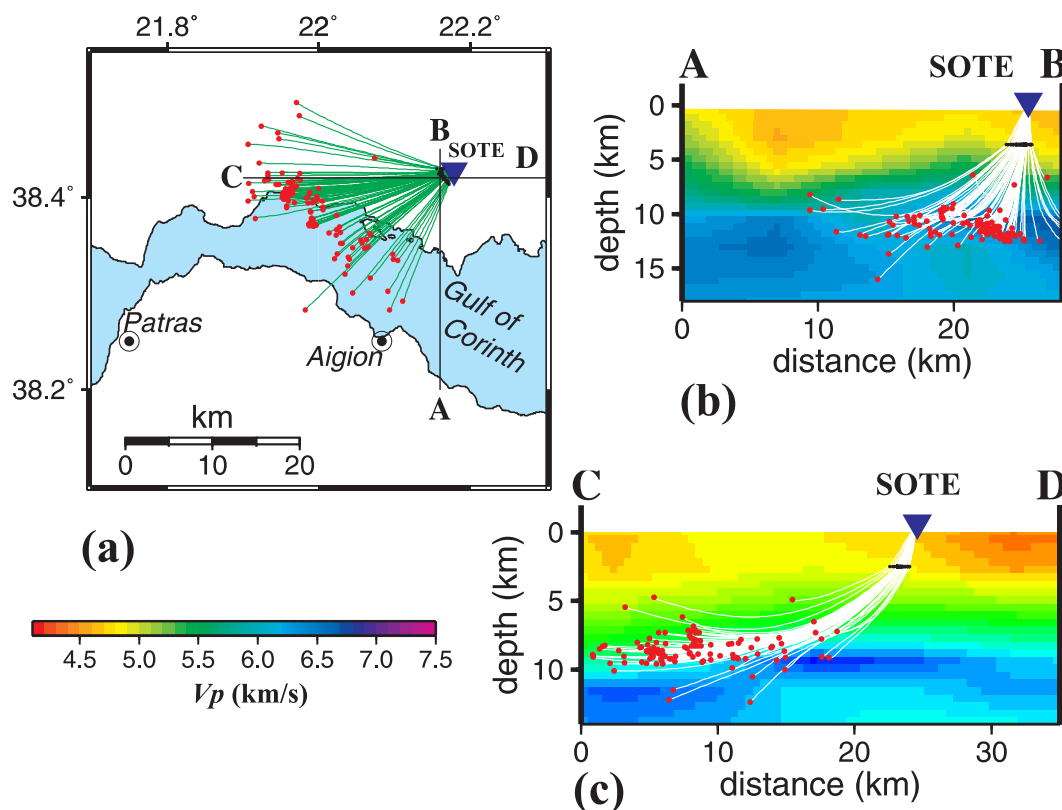 21.8˚ 22˚ 22.2˚
38.4˚
38.2˚
B
SOTE
C
D
Patras
Aigion
Gulf of
Corinth
A
km
0 10 20
(a)
A
SOTE
B
0
5
10
15
depth (km)
0 10 20
distance (km)
(b)
C
SOTE
D
0
5
10
depth (km)
0 10 20 30
distance (km)
(c)
4.5 5.0 5.5 6.0 6.5 7.0 7.5
Vp (km/s)